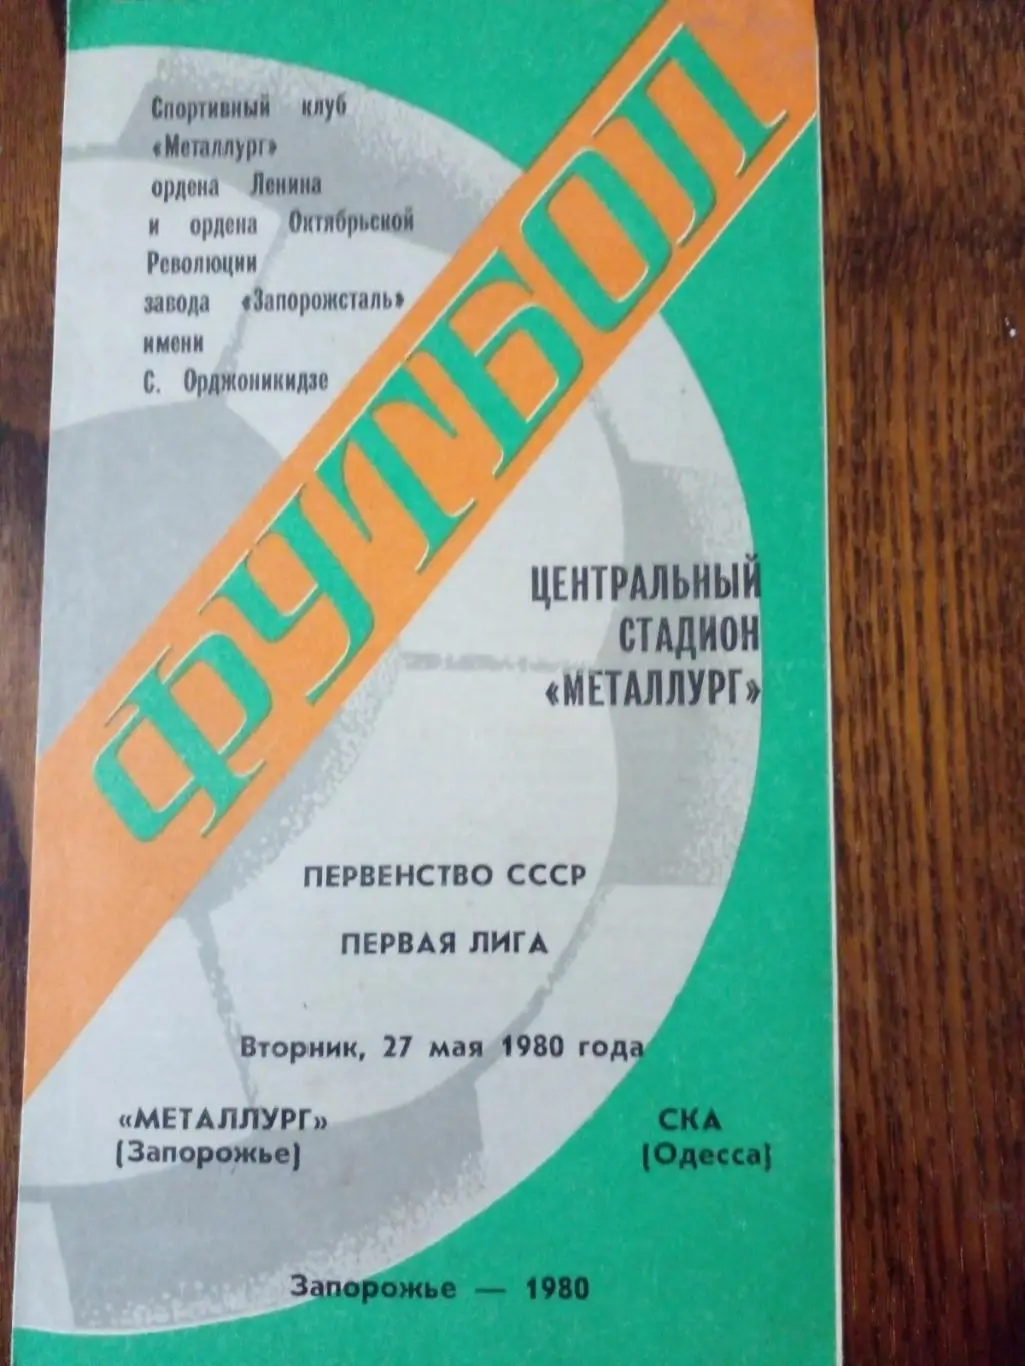 Спортивный клуб
«Металлург»
ордена Ленина
и ордена Октябрьской
Революции
завода «Запорожсталь»
имени
С. Орджоникидзе
ФУТБОЛ
ЦЕНТРАЛЬНЫЙ
СТАДИОН
«МЕТАЛЛУРГ»
ПЕРВЕНСТВО СССР
ПЕРВАЯ ЛИГА
Вторник, 27 мая 1980 года
«МЕТАЛЛУРГ» СКА
(Запорожье) (Одесса)
Запорожье — 1980